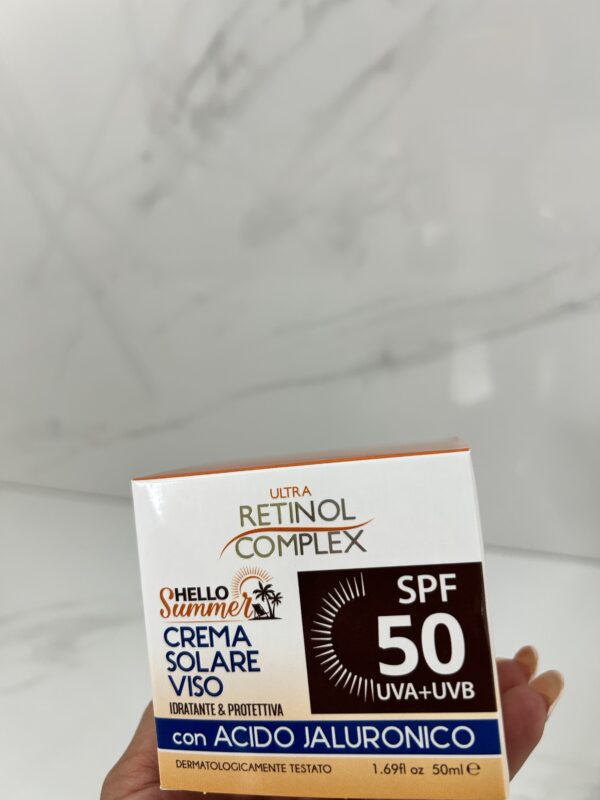 ULTRA
RETINOL
COMPLEX
HELLO
Summer
CREMA
SOLARE
VISO
IDRATANTE & PROTETTIVA
SPF
50
UVA+UVB
con ACIDO JALURONICO
DERMATOLOGICAMENTE TESTATO
1.69fl oz 50ml ℮